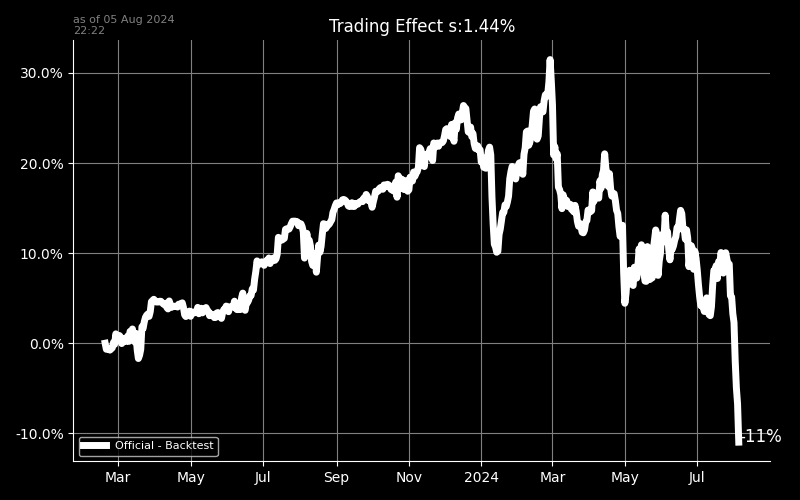 as of 05 Aug 2024
22:22
Trading Effect s:1.44%
30.0%
20.0%
10.0%
0.0%
-10.0%
-11%
Official - Backtest
Mar May Jul Sep Nov 2024 Mar May Jul